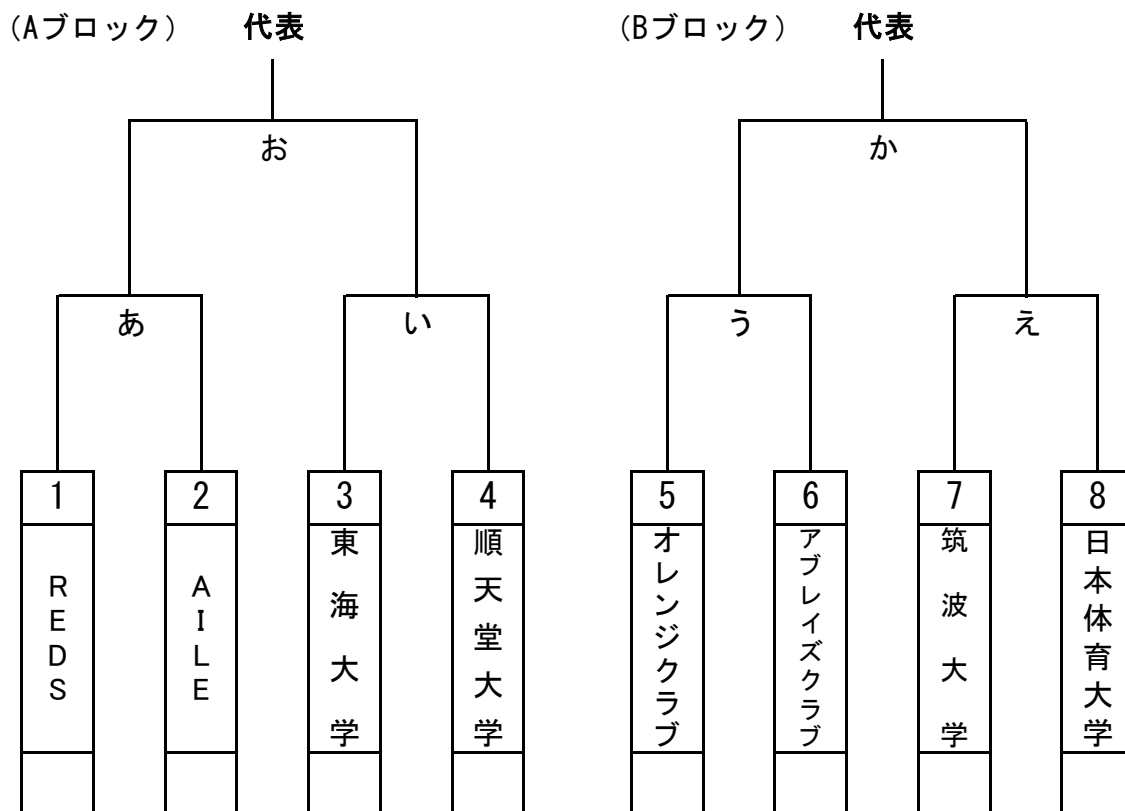 (Aブロック) 代表 (Bブロック) 代表
お か
あ い う え
1 2 3 4 5 6 7 8
REDS
AILE
東海大学
順天堂大学
オレンジクラブ
アブレイズクラブ
筑波大学
日本体育大学